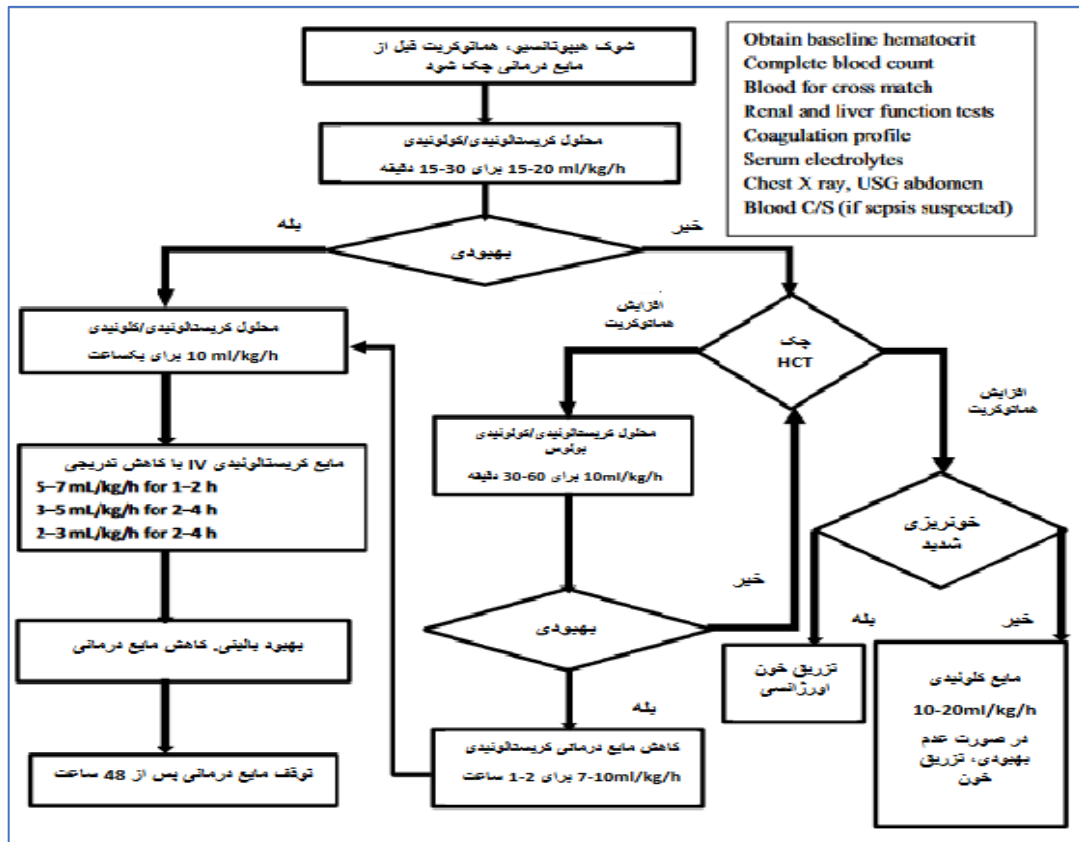 شوک هیپوتانسیو، هماتوکریت قبل از
مایع درمانی چک شود
Obtain baseline hematocrit
Complete blood count
Blood for cross match
Renal and liver function tests
Coagulation profile
Serum electrolytes
Chest X ray, USG abdomen
Blood C/S (if sepsis suspected)
محلول کریستالوئیدی/کولوئیدی
15-20 ml/kg/h برای 30-15 دقیقه
بله
خیر
بهبودی
محلول کریستالوئیدی/کلوئیدی
10 ml/kg/h برای یکساعت
افزایش
هماتوکریت
چک
HCT
افزایش
هماتوکریت
محلول کریستالوئیدی/کولوئیدی
بولوس
10ml/kg/h برای 60-30 دقیقه
مایع کریستالوئیدی IV با کاهش تدریجی
5–7 mL/kg/h for 1–2 h
3–5 mL/kg/h for 2–4 h
2–3 mL/kg/h for 2–4 h
خونریزی
شدید
خیر
بهبودی
بله
خیر
بهبود بالینی، کاهش مایع درمانی
تزریق خون
اورژانسی
مایع کلوئیدی
10-20ml/kg/h
در صورت عدم
بهبودی، تزریق
خون
بله
کاهش مایع درمانی کریستالوئیدی
7-10ml/kg/h برای 2-1 ساعت
توقف مایع درمانی پس از 48 ساعت